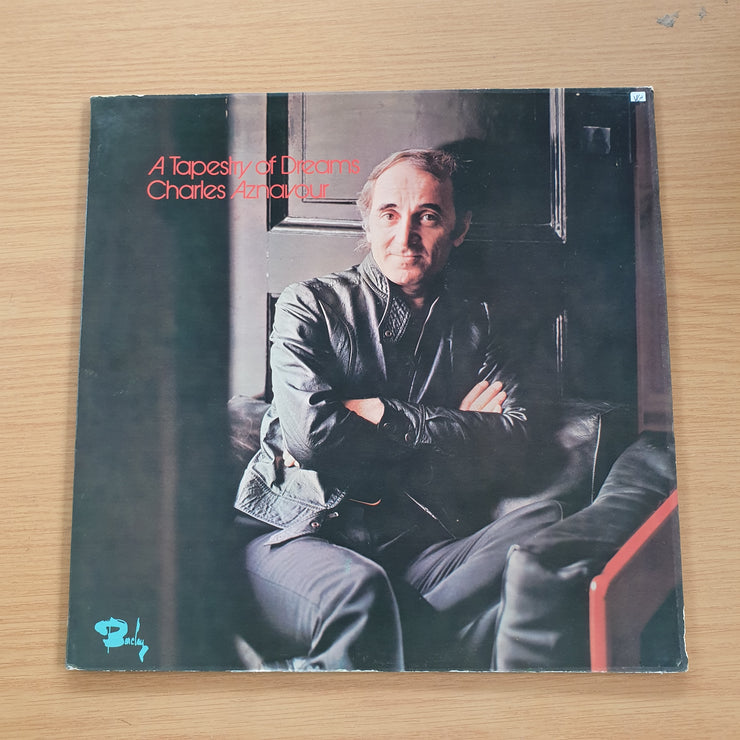 A Tapestry of Dreams
Charles Aznavour
Barclay